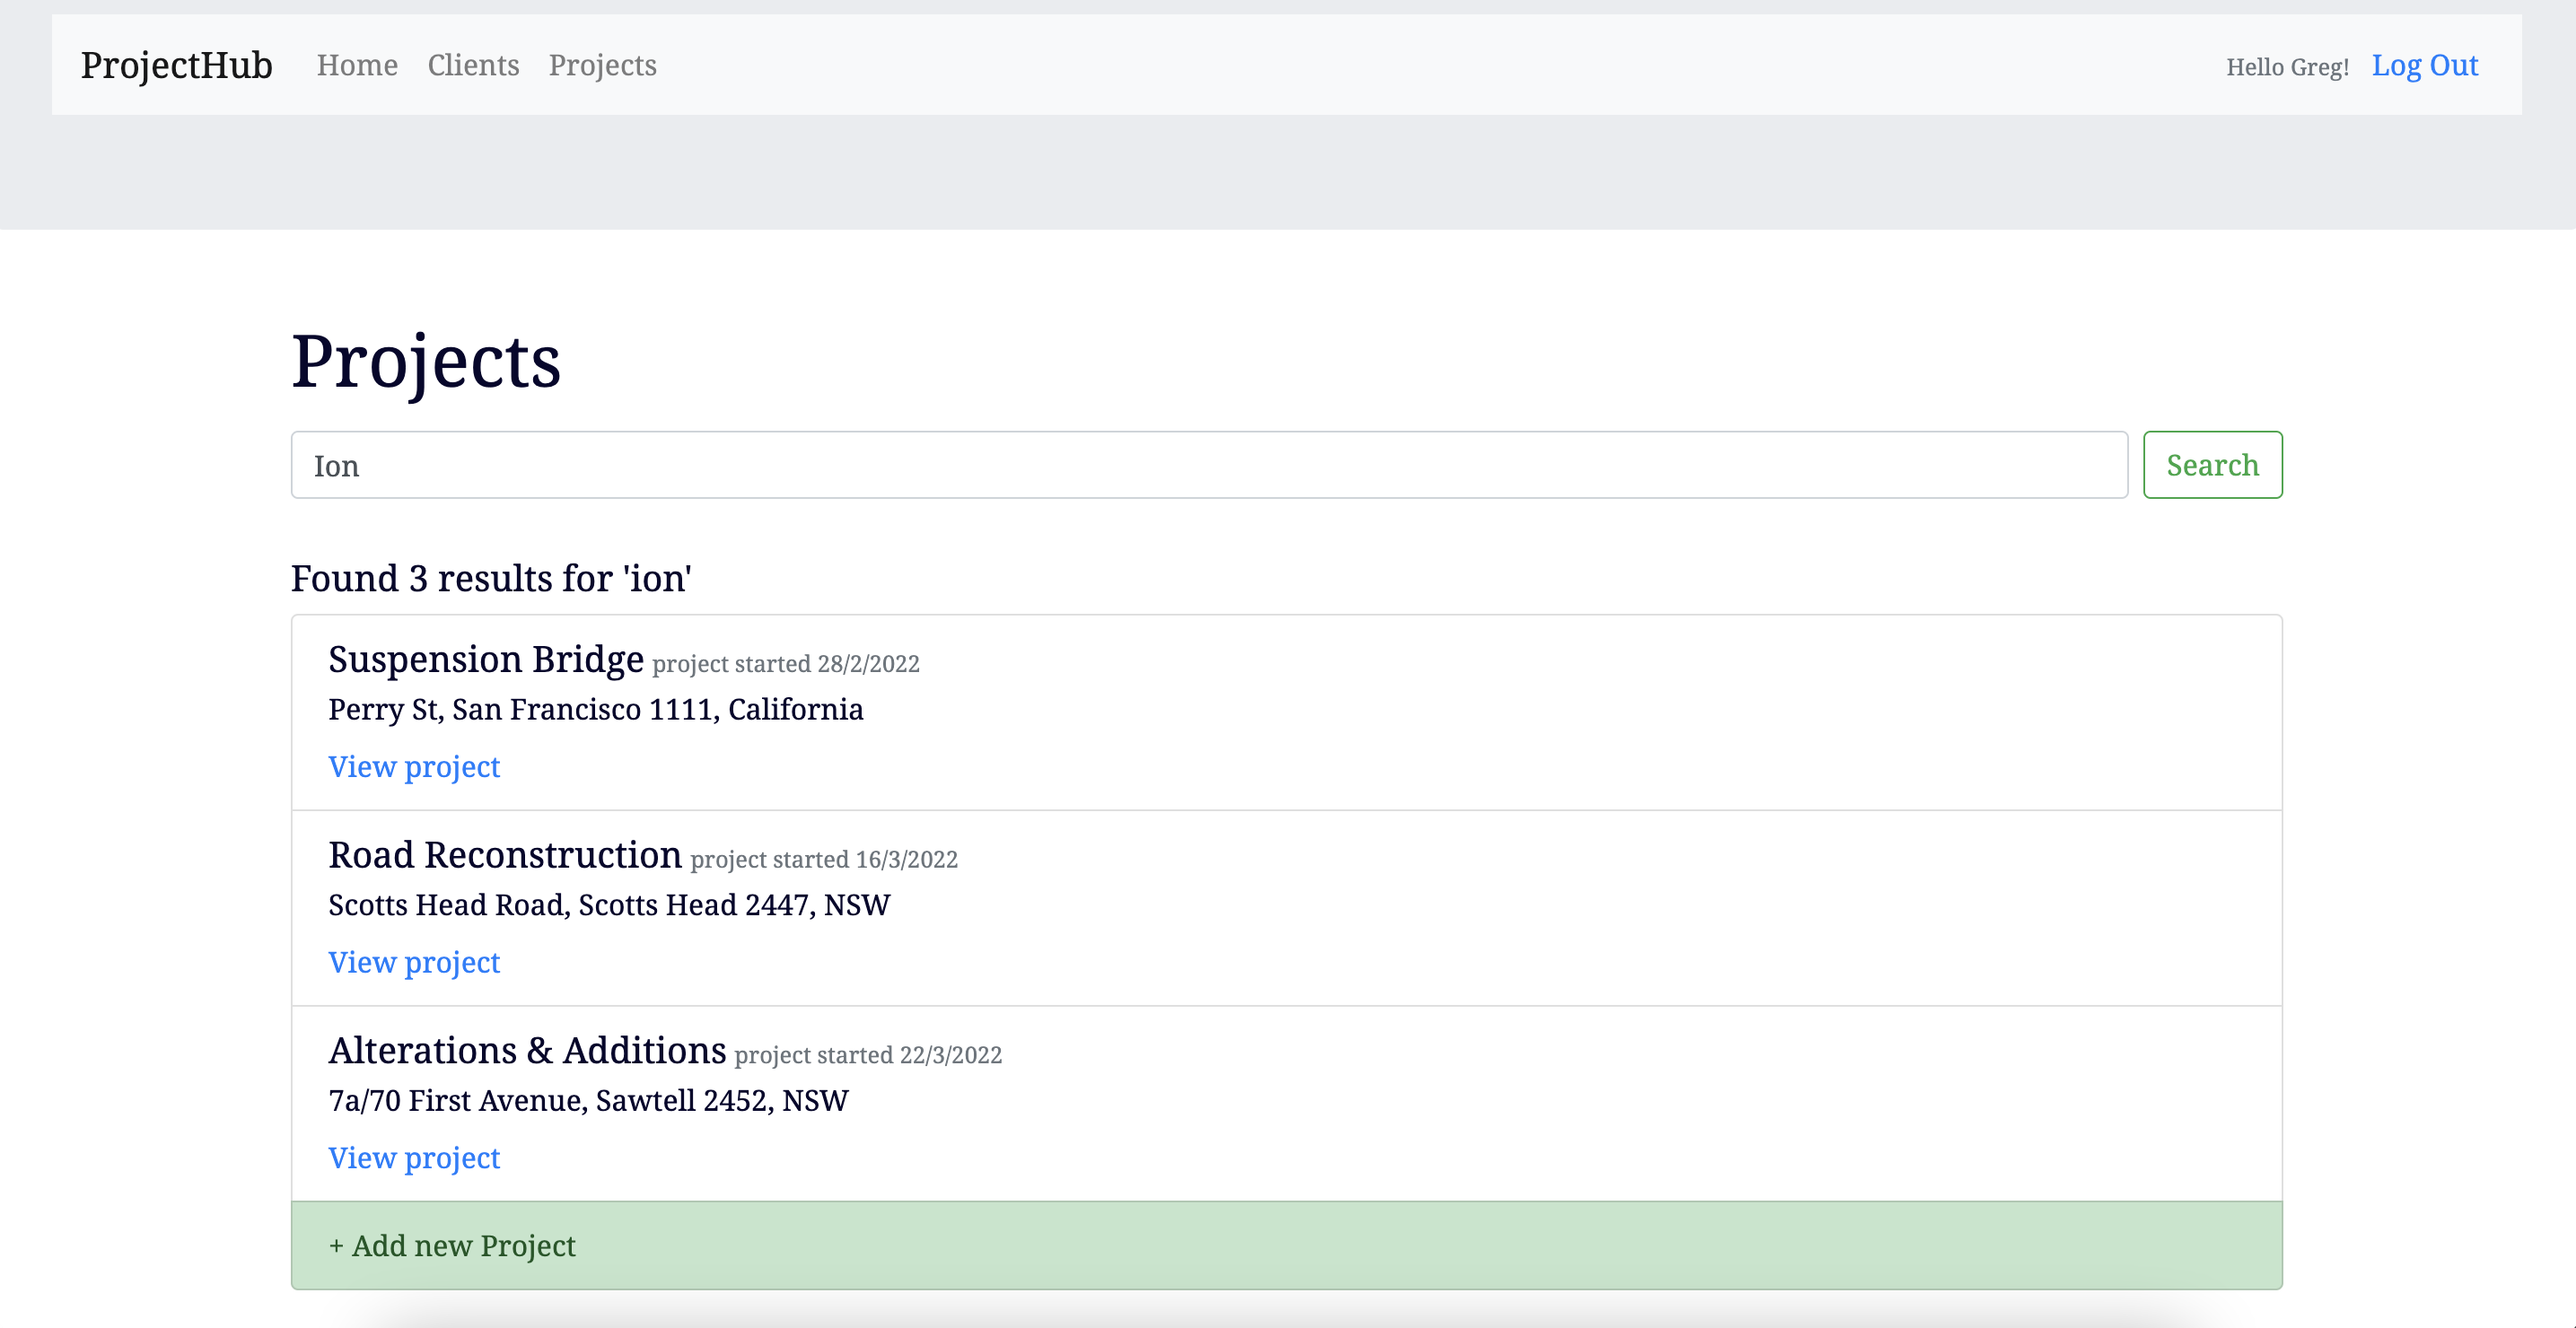 ProjectHub Home Clients Projects Hello Greg! Log Out
Projects
Ion Search
Found 3 results for 'ion'
Suspension Bridge project started 28/2/2022
Perry St, San Francisco 1111, California
View project
Road Reconstruction project started 16/3/2022
Scotts Head Road, Scotts Head 2447, NSW
View project
Alterations & Additions project started 22/3/2022
7a/70 First Avenue, Sawtell 2452, NSW
View project
+ Add new Project